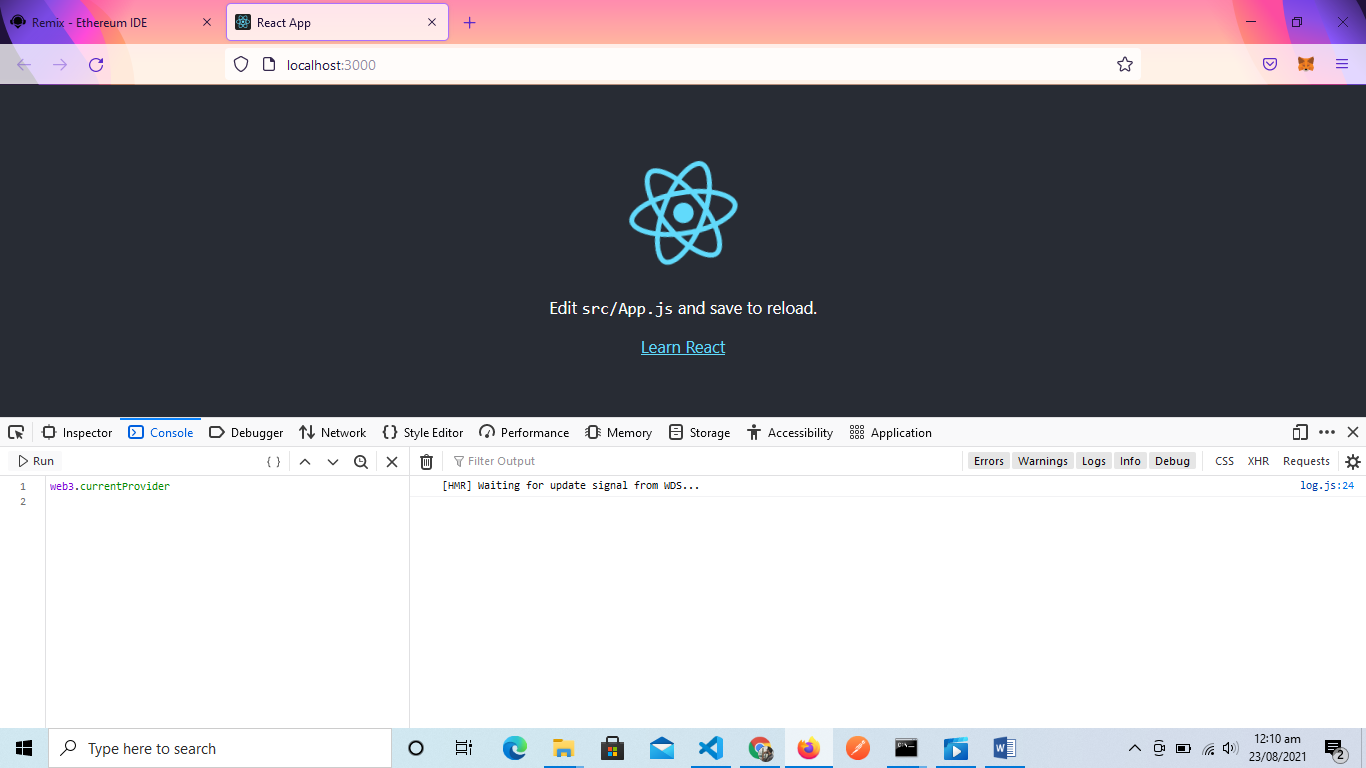 Remix - Ethereum IDE
React App
localhost:3000
Edit src/App.js and save to reload.
Learn React
Inspector Console Debugger Network Style Editor Performance Memory Storage Accessibility Application
Run { } Filter Output Errors Warnings Logs Info Debug CSS XHR Requests
1 web3.currentProvider
2
[HMR] Waiting for update signal from WDS... log.js:24
Type here to search
12:10 am
23/08/2021
2